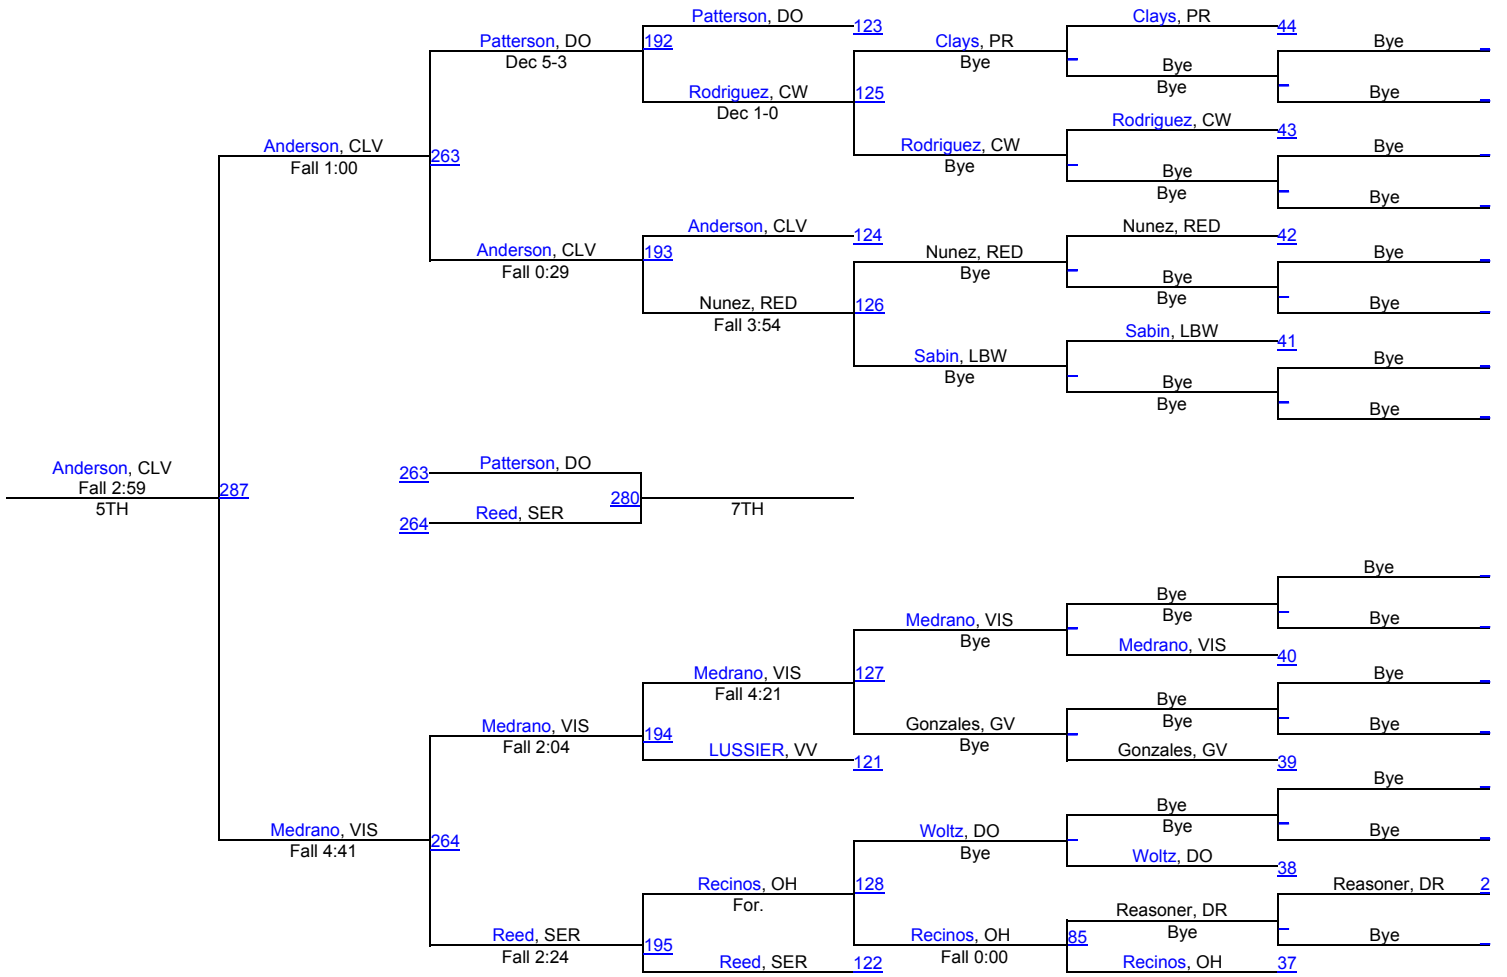 Patterson, DO
123
Clays, PR
44
Patterson, DO
192
Clays, PR
Bye
Dec 5-3
Bye
Bye
Bye
Rodriguez, CW
125
Bye
Dec 1-0
Rodriguez, CW
43
Anderson, CLV
263
Rodriguez, CW
Bye
Fall 1:00
Bye
Bye
Bye
Bye
Anderson, CLV
124
Nunez, RED
42
Anderson, CLV
193
Nunez, RED
Bye
Fall 0:29
Bye
Bye
Bye
Nunez, RED
126
Bye
Fall 3:54
Sabin, LBW
41
Sabin, LBW
Bye
Bye
Bye
Bye
Bye
Anderson, CLV
263
Patterson, DO
Fall 2:59
287
280
5TH
7TH
264
Reed, SER
Bye
Bye
Medrano, VIS
Bye
Bye
Bye
Medrano, VIS
40
Medrano, VIS
127
Bye
Fall 4:21
Bye
Medrano, VIS
194
Gonzales, GV
Bye
Bye
Fall 2:04
LUSSIER, VV
121
Bye
Gonzales, GV
39
Bye
Bye
Medrano, VIS
264
Woltz, DO
Bye
Bye
Fall 4:41
Bye
Woltz, DO
38
Recinos, OH
128
Reasoner, DR
2
For.
Reasoner, DR
Reed, SER
195
Recinos, OH
85
Bye
Bye
Fall 2:24
Reed, SER
122
Fall 0:00
Recinos, OH
37